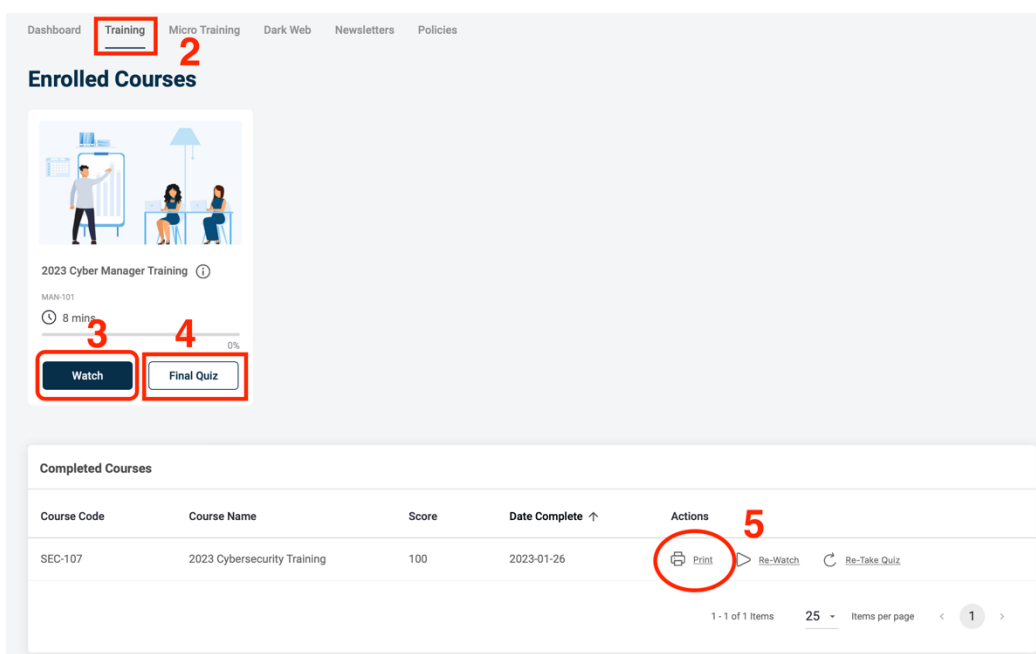 Dashboard Training Micro Training Dark Web Newsletters Policies
2
Enrolled Courses
2023 Cyber Manager Training
MAN-101
8 mins
3 4
0%
Watch Final Quiz
Completed Courses
Course Code Course Name Score Date Complete ↑ Actions
5
SEC-107 2023 Cybersecurity Training 100 2023-01-26 Print Re-Watch Re-Take Quiz
1 - 1 of 1 Items 25 Items per page < 1 >